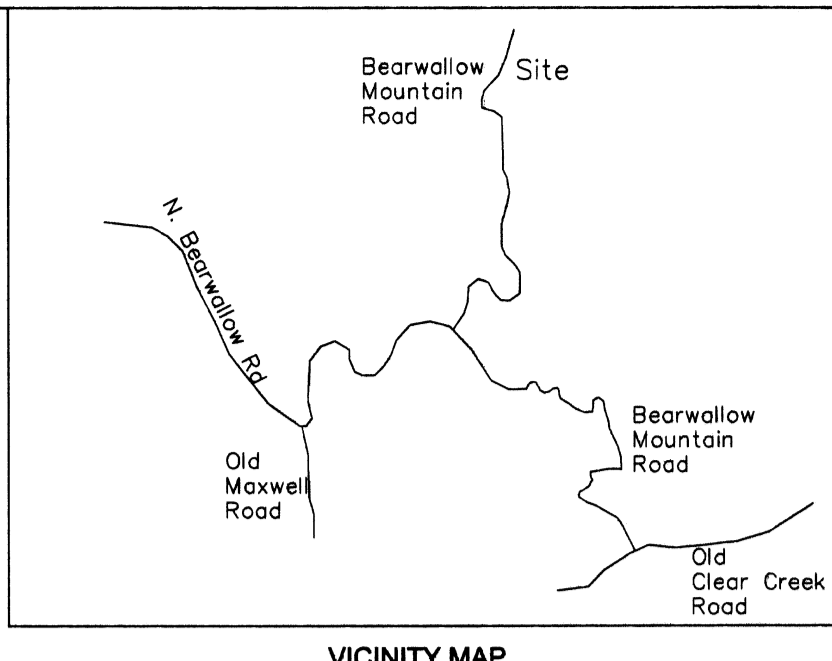 Bearwallow
Mountain
Road
Site
N. Bearwallow Rd
Old
Maxwell
Road
Bearwallow
Mountain
Road
Old
Clear Creek
Road
VICINITY MAP